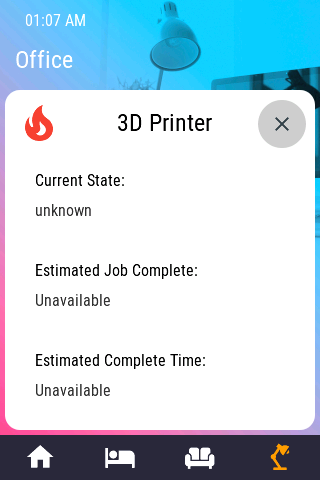 01:07 AM
Office
3D Printer
Current State:
unknown
Estimated Job Complete:
Unavailable
Estimated Complete Time:
Unavailable